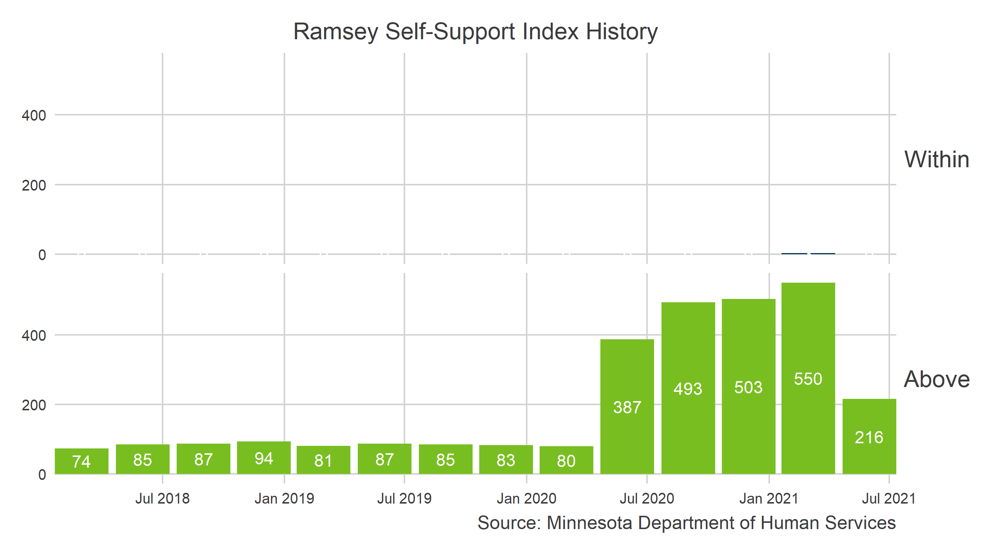 Ramsey Self-Support Index History
400
200
0
Within
400
200
0
Above
74 85 87 94 81 87 85 83 80 387 493 503 550 216
Jul 2018 Jan 2019 Jul 2019 Jan 2020 Jul 2020 Jan 2021 Jul 2021
Source: Minnesota Department of Human Services